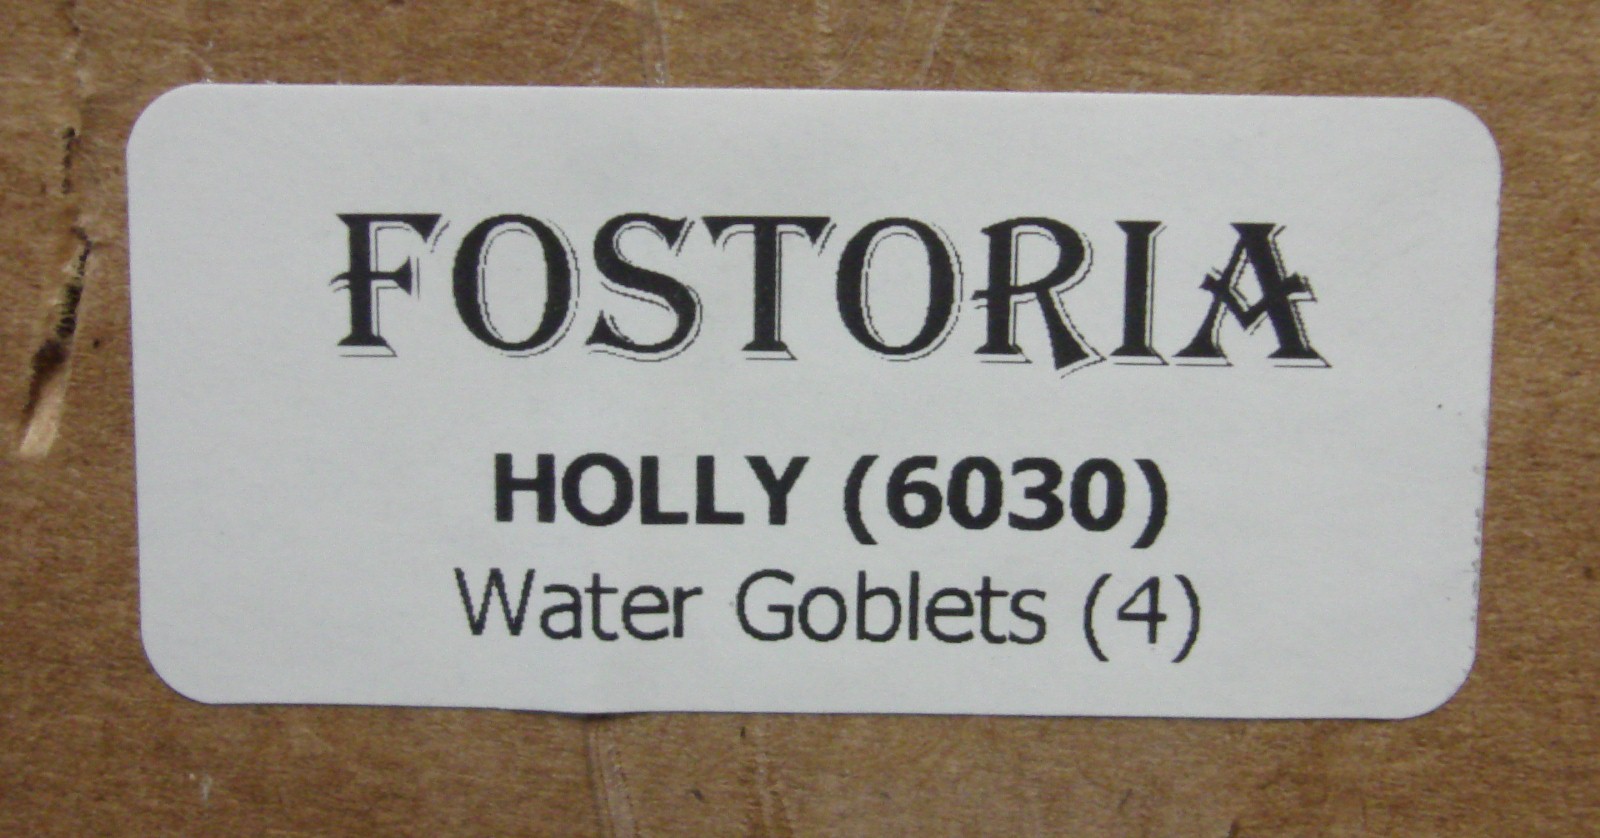 FOSTORIA
HOLLY (6030)
Water Goblets (4)